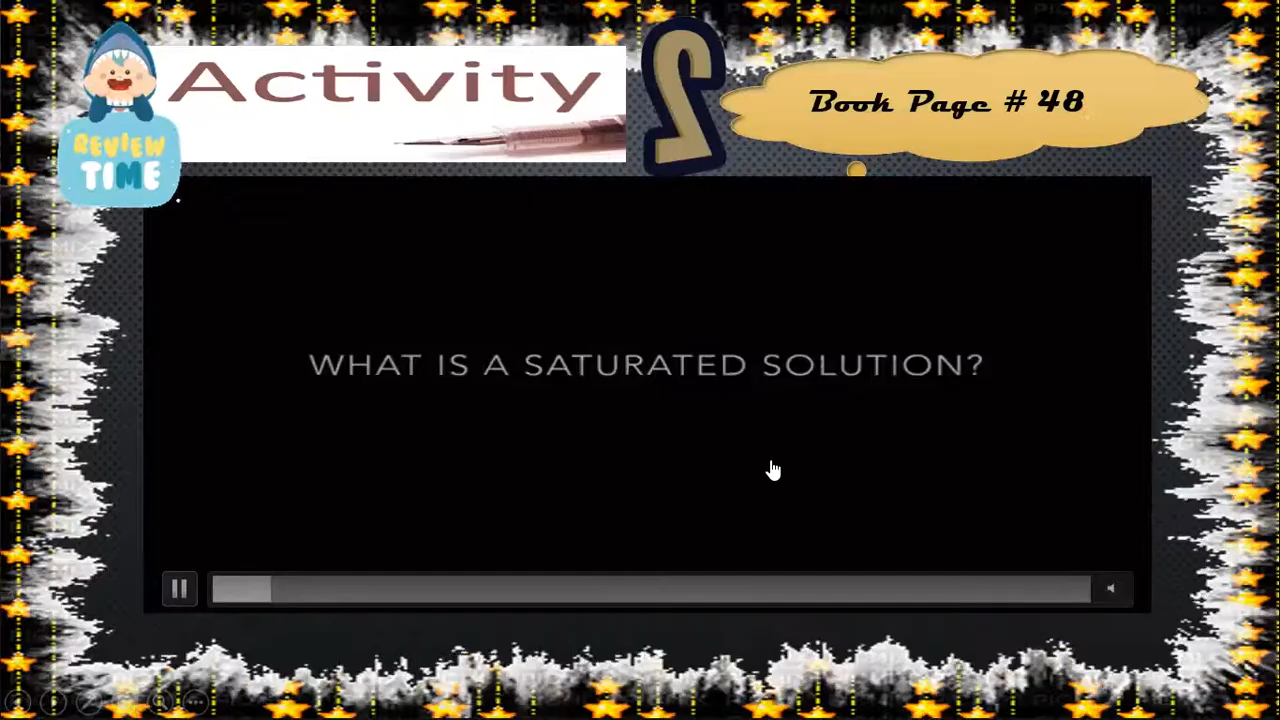 Activity
2
Book Page # 48
REVIEW
TIME
WHAT IS A SATURATED SOLUTION?